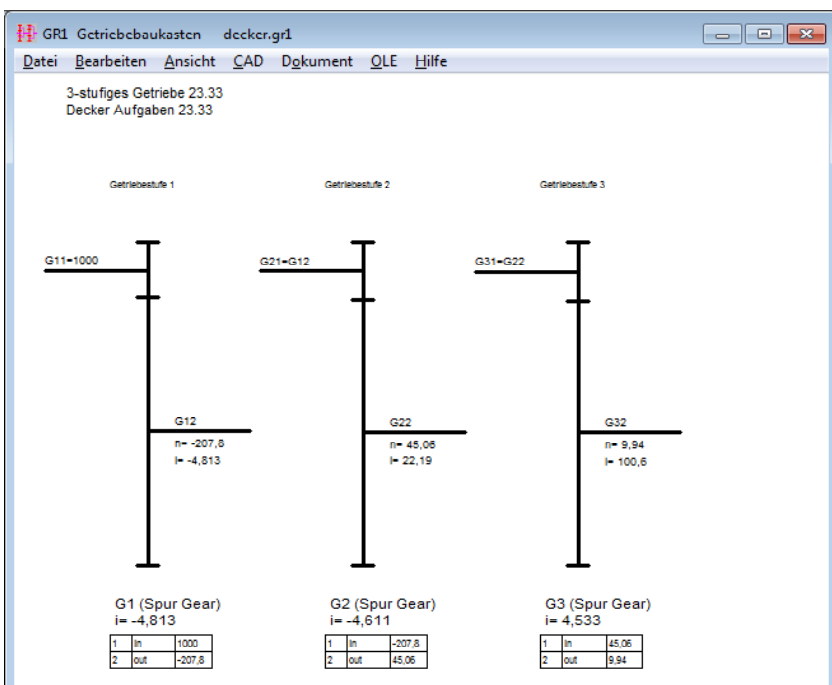 GR1 Getriebebaukasten decker.gr1
Datei Bearbeiten Ansicht CAD Dokument OLE Hilfe
3-stufiges Getriebe 23.33
Decker Aufgaben 23.33
Getriebestufe 1 Getriebestufe 2 Getriebestufe 3
G11=1000 G21=G12 G31=G22
G12 G22 G32
n= -207,8 n= 45,06 n= 9,94
i= -4,813 i= 22,19 i= 100,6
G1 (Spur Gear) G2 (Spur Gear) G3 (Spur Gear)
i= -4,813 i= -4,611 i= 4,533
1 in 1000 1 in -207,8 1 in 45,06
2 out -207,8 2 out 45,06 2 out 9,94